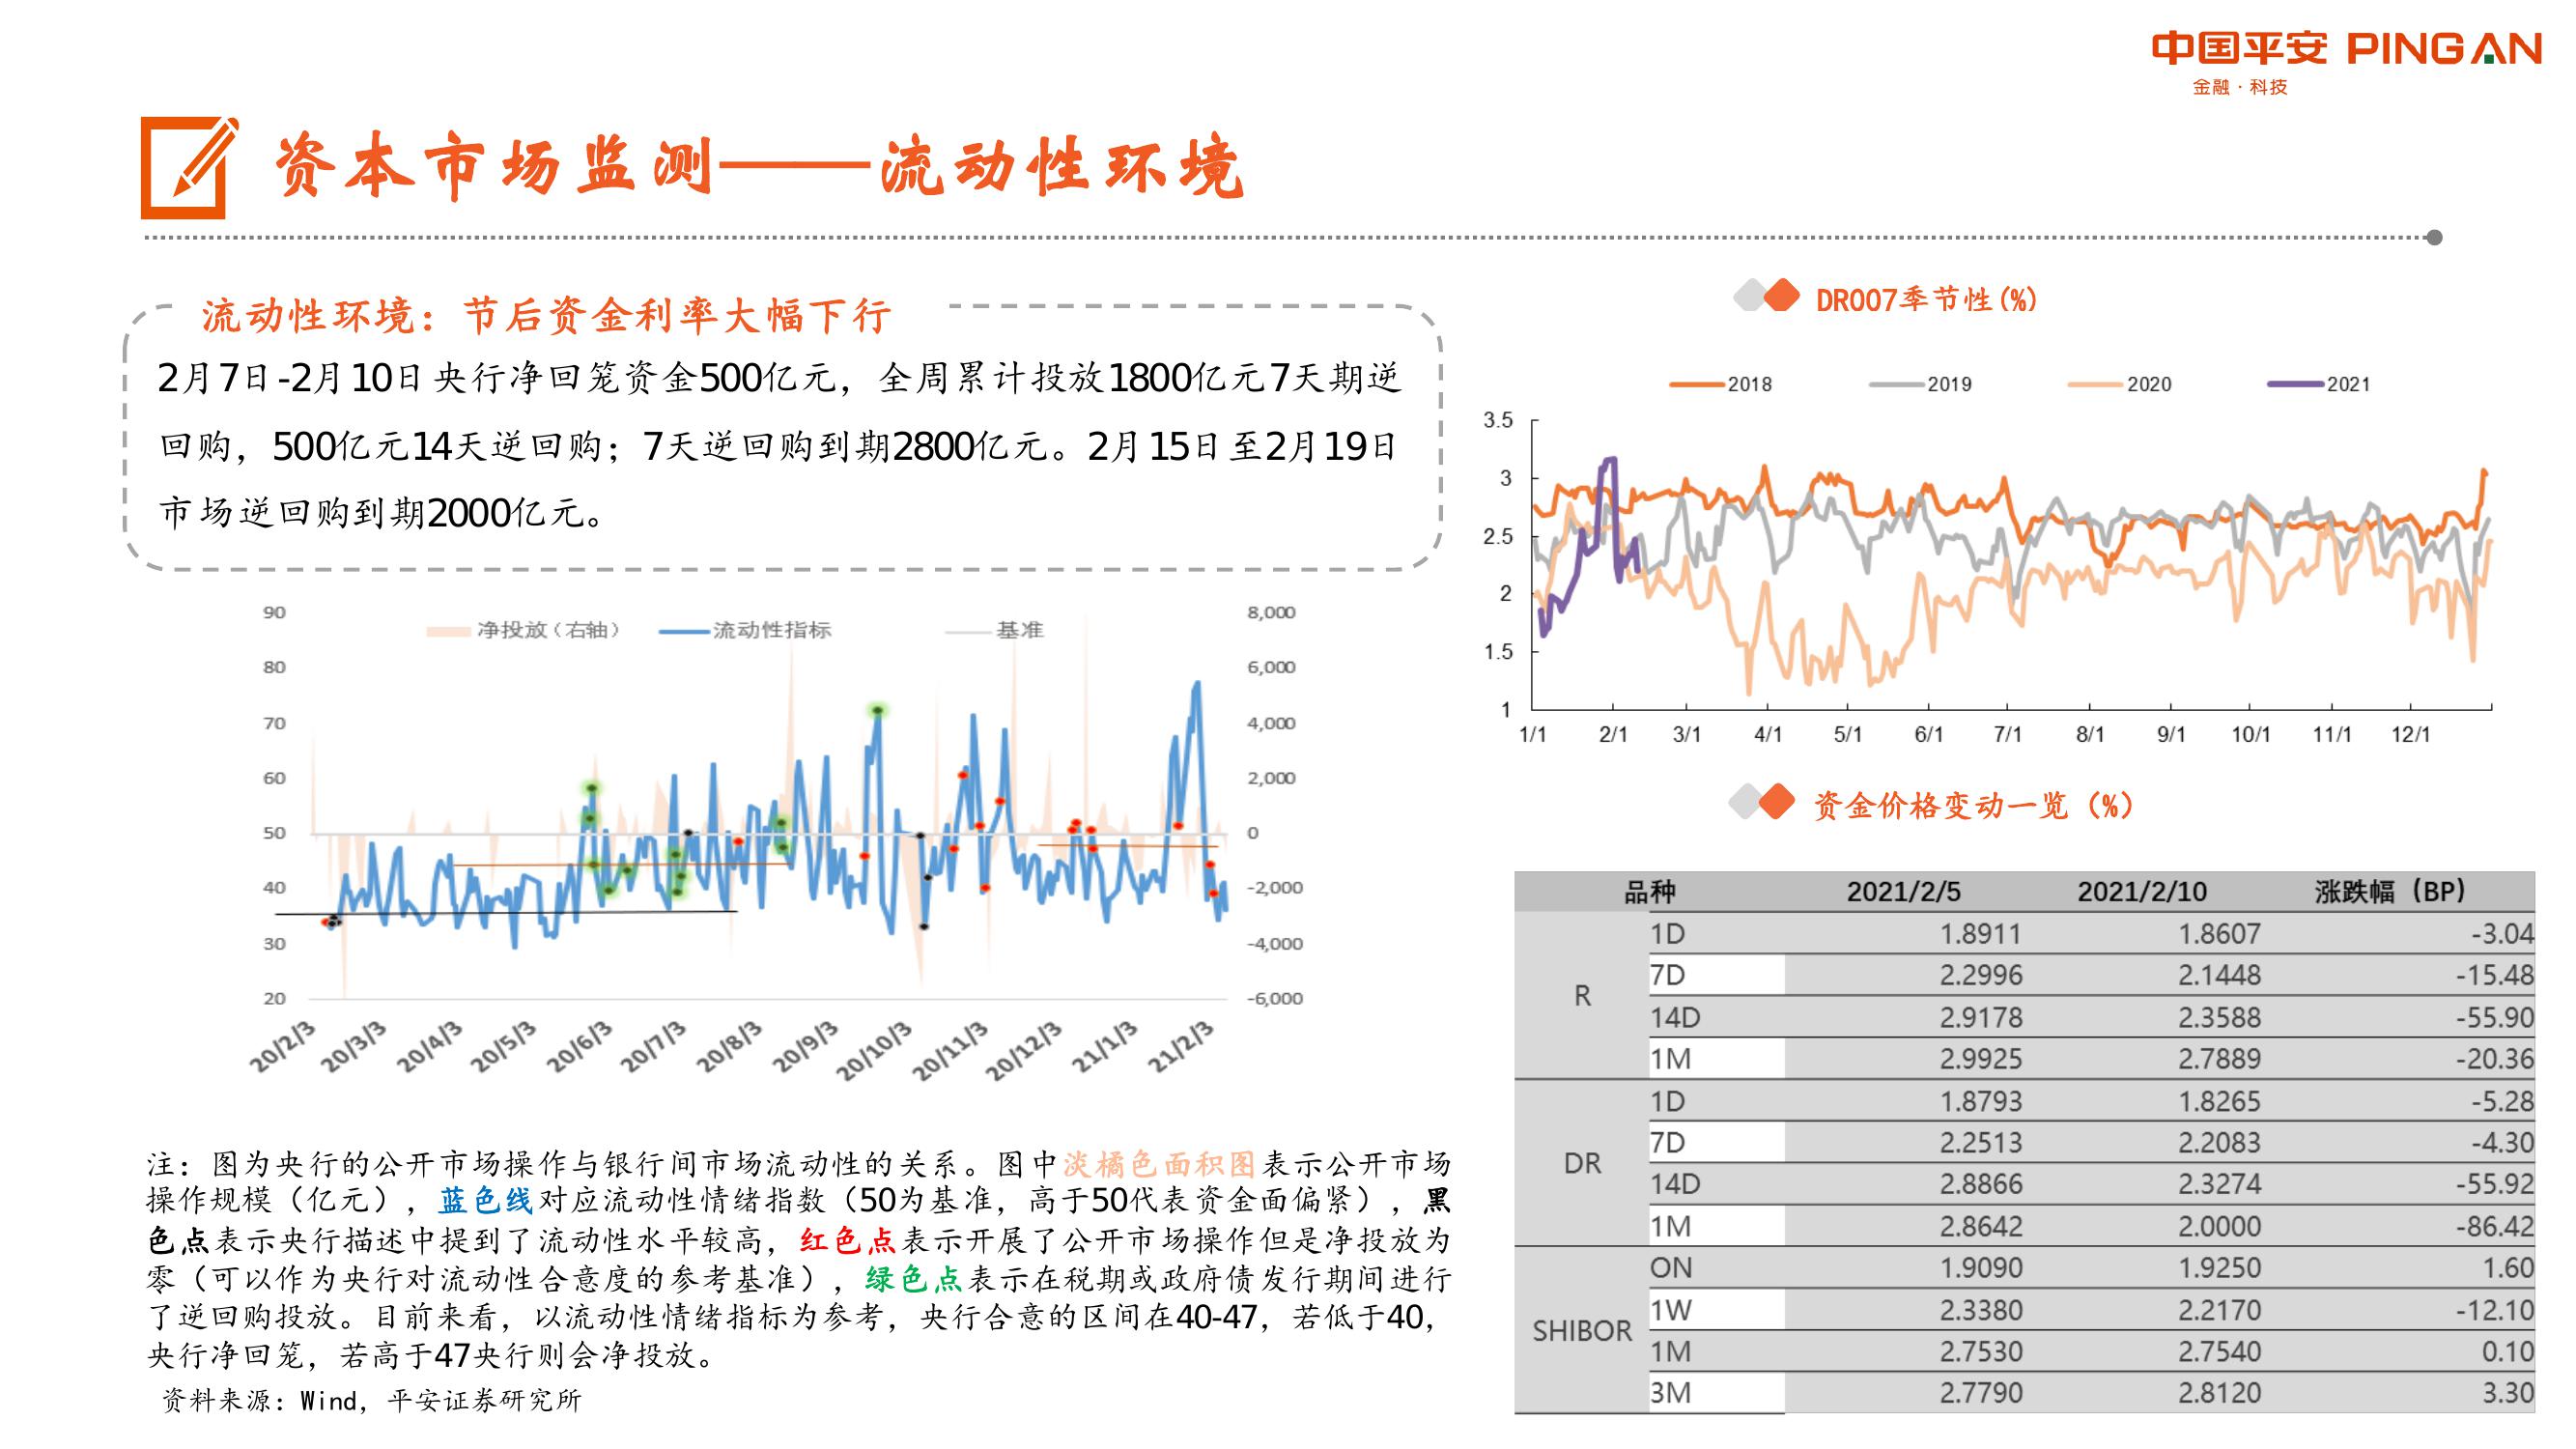 中国平安 PINGAN
金融·科技
资本市场监测——流动性环境
流动性环境：节后资金利率大幅下行
2月7日-2月10日央行净回笼资金500亿元，全周累计投放1800亿元7天期逆
回购，500亿元14天逆回购；7天逆回购到期2800亿元。2月15日至2月19日
市场逆回购到期2000亿元。
90 8,000
净投放（右轴） 流动性指标 基准
80 6,000
70 4,000
60 2,000
50 0
40 -2,000
30 -4,000
20 -6,000
20/2/3 20/3/3 20/4/3 20/5/3 20/6/3 20/7/3 20/8/3 20/9/3 20/10/3 20/11/3 20/12/3 21/1/3 21/2/3
注：图为央行的公开市场操作与银行间市场流动性的关系。图中淡橘色面积图表示公开市场
操作规模（亿元），蓝色线对应流动性情绪指数（50为基准，高于50代表资金面偏紧），黑
色点表示央行描述中提到了流动性水平较高，红色点表示开展了公开市场操作但是净投放为
零（可以作为央行对流动性合意度的参考基准），绿色点表示在税期或政府债发行期间进行
了逆回购投放。目前来看，以流动性情绪指标为参考，央行合意的区间在40-47，若低于40，
央行净回笼，若高于47央行则会净投放。
资料来源：Wind，平安证券研究所
DR007季节性(%)
2018 2019 2020 2021
3.5
3
2.5
2
1.5
1
1/1 2/1 3/1 4/1 5/1 6/1 7/1 8/1 9/1 10/1 11/1 12/1
资金价格变动一览（%）
品种 2021/2/5 2021/2/10 涨跌幅（BP）
R
1D 1.8911 1.8607 -3.04
7D 2.2996 2.1448 -15.48
14D 2.9178 2.3588 -55.90
1M 2.9925 2.7889 -20.36
DR
1D 1.8793 1.8265 -5.28
7D 2.2513 2.2083 -4.30
14D 2.8866 2.3274 -55.92
1M 2.8642 2.0000 -86.42
SHIBOR
ON 1.9090 1.9250 1.60
1W 2.3380 2.2170 -12.10
1M 2.7530 2.7540 0.10
3M 2.7790 2.8120 3.30